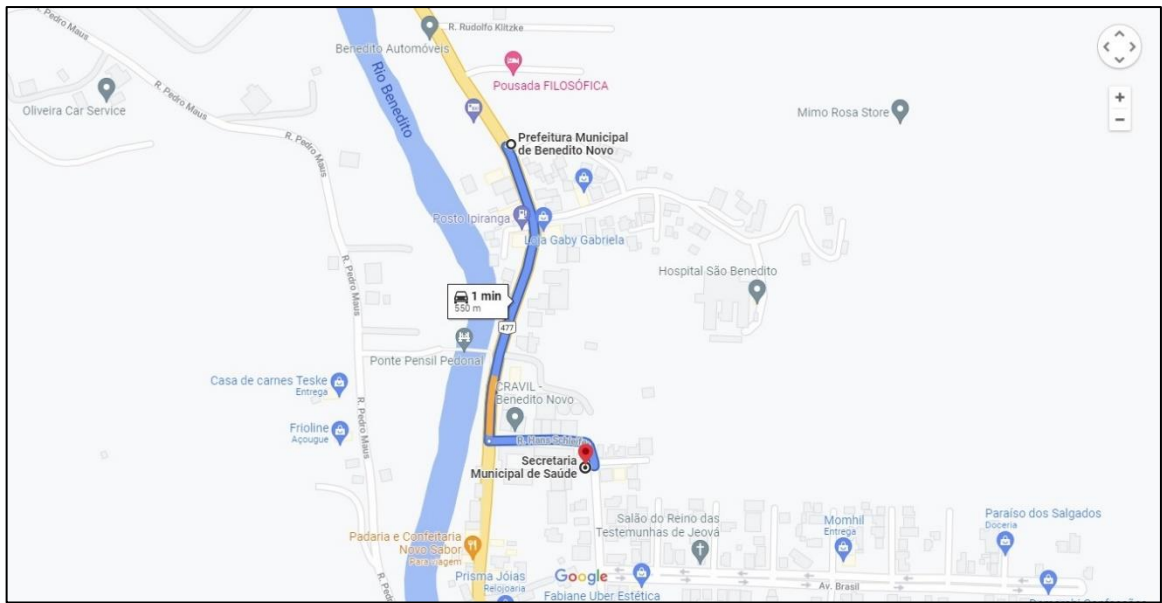 R. Pedro Maus
R. Rudolfo Klitzke
Benedito Automóveis
Pousada FILOSÓFICA
Rio Benedito
Oliveira Car Service
R. Pedro Maus
Mimo Rosa Store
R. Pedro Maus
Prefeitura Municipal
de Benedito Novo
Posto Ipiranga
Loja Gaby Gabriela
R. Pedro Maus
Hospital São Benedito
1 min
550 m
477
Ponte Pensil Pedonal
Casa de carnes Teske
Entrega
CRAVIL -
Benedito Novo
R. Pedro Maus
Frioline
Açougue
R. Hans
Secretaria
Municipal de Saúde
Salão do Reino das
Testemunhas de Jeová
Momhil
Entrega
Paraíso dos Salgados
Doceria
Padaria e Confeitaria
Novo Sabor
Para viagem
Prisma Jóias
Relojoaria
Google
Av. Brasil
Fabiane Uber Estética
+
−